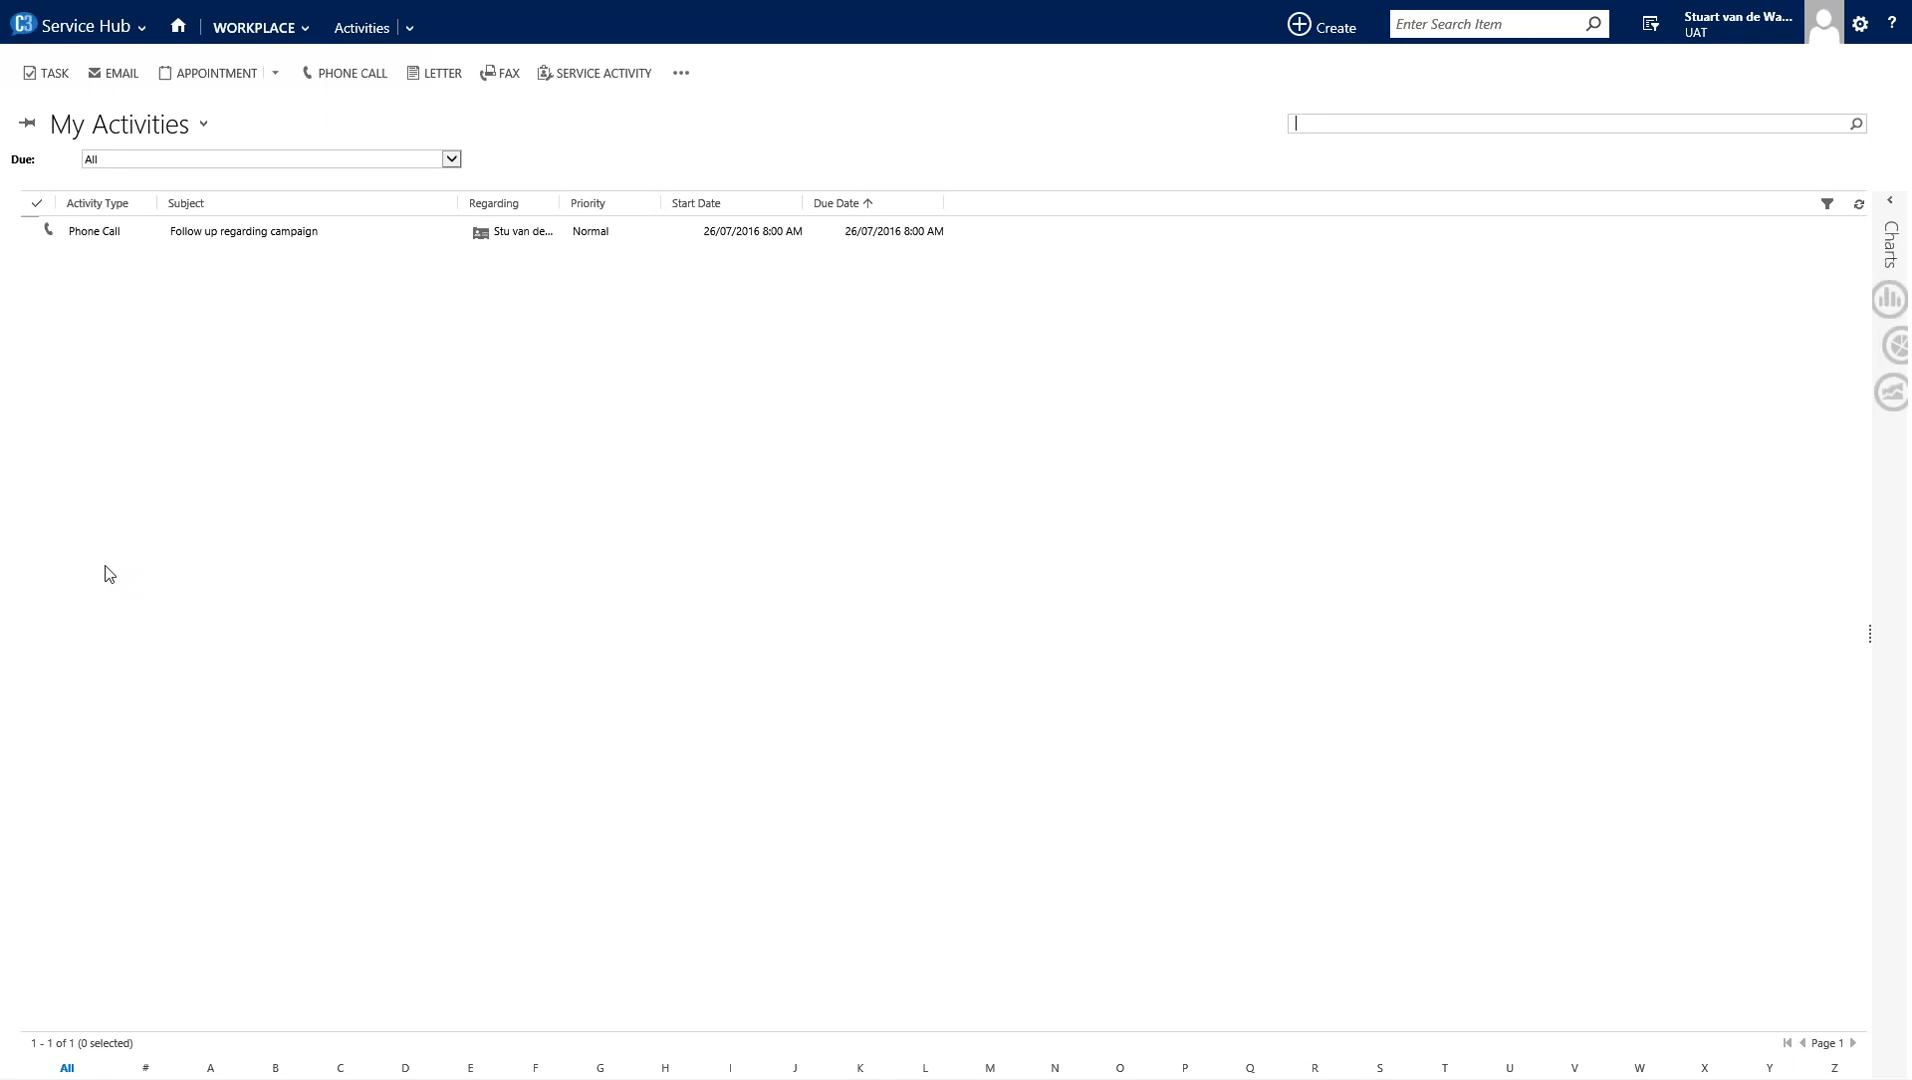 C3 Service Hub WORKPLACE Activities Create Enter Search Item Stuart van de Wa... ?
UAT
TASK EMAIL APPOINTMENT PHONE CALL LETTER FAX SERVICE ACTIVITY •••
My Activities
Due: All
Activity Type Subject Regarding Priority Start Date Due Date ↑
Phone Call Follow up regarding campaign Stu van de... Normal 26/07/2016 8:00 AM 26/07/2016 8:00 AM
Charts
1 - 1 of 1 (0 selected) Page 1
All # A B C D E F G H I J K L M N O P Q R S T U V W X Y Z